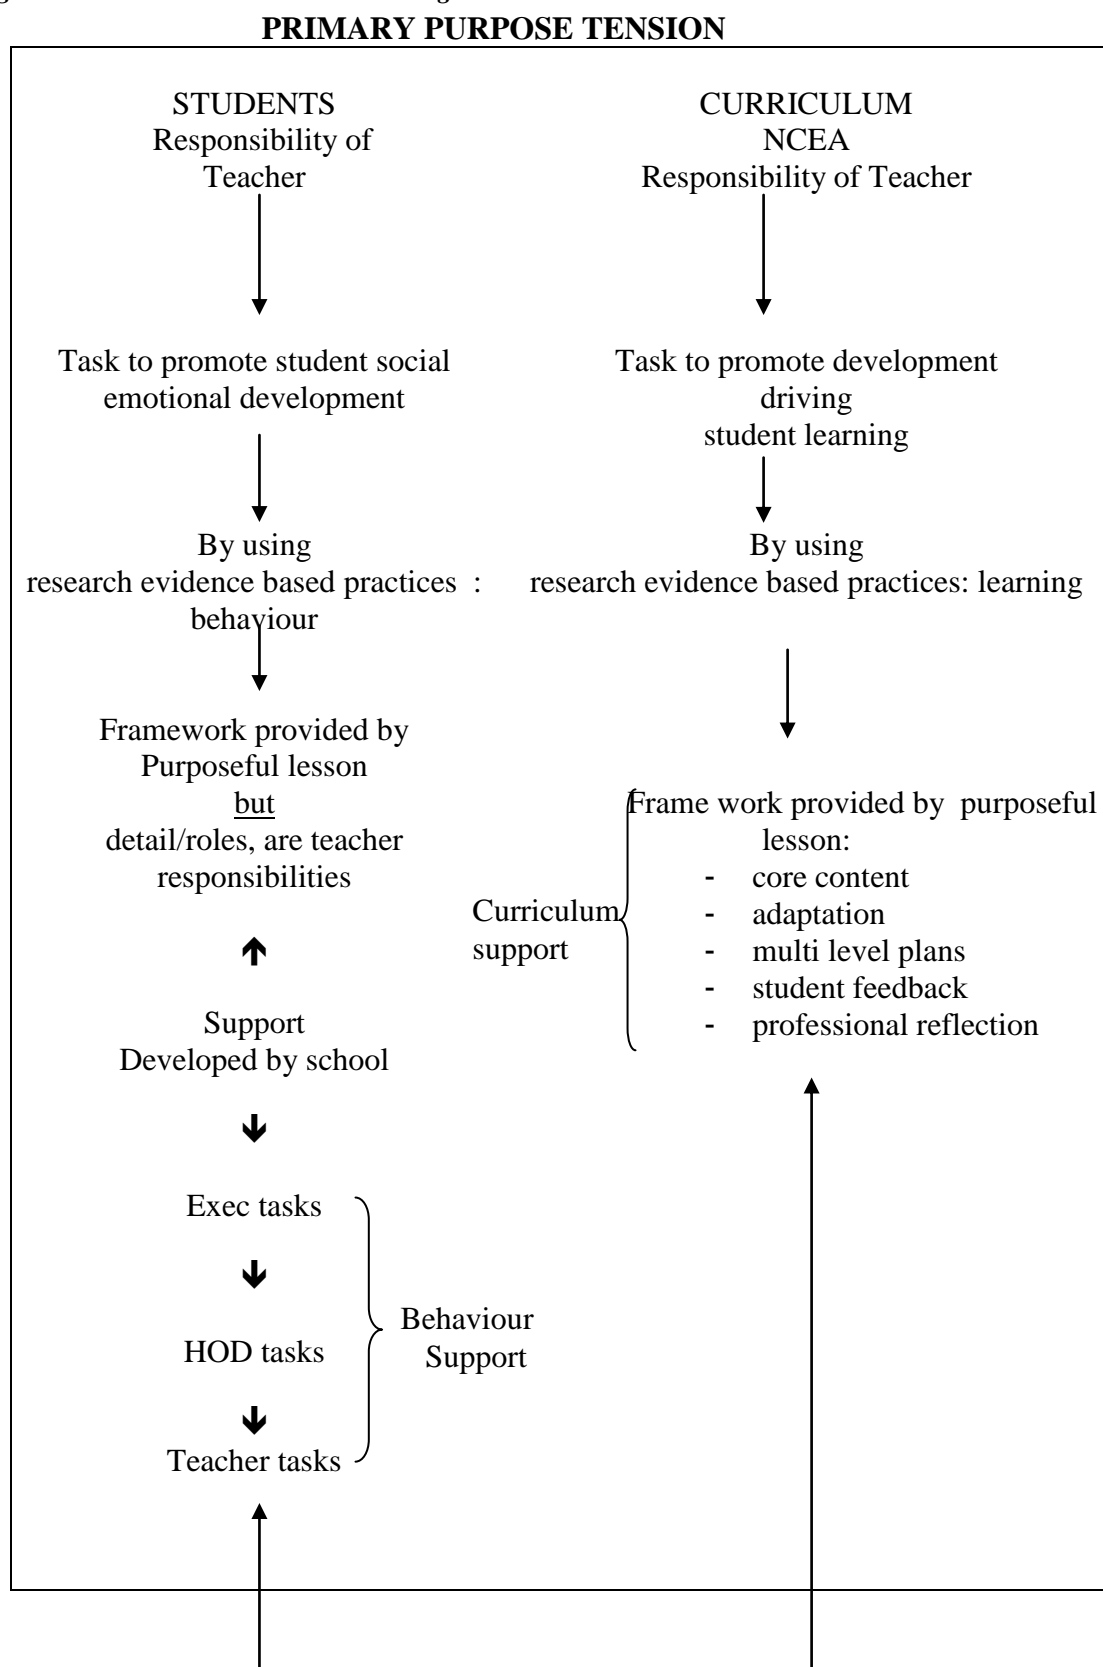 PRIMARY PURPOSE TENSION
STUDENTS
Responsibility of
Teacher
Task to promote student social
emotional development
By using
research evidence based practices :
behaviour
Framework provided by
Purposeful lesson
but
detail/roles, are teacher
responsibilities
Support
Developed by school
Exec tasks
HOD tasks
Teacher tasks
Behaviour
Support
CURRICULUM
NCEA
Responsibility of Teacher
Task to promote development
driving
student learning
By using
research evidence based practices: learning
Frame work provided by purposeful
lesson:
- core content
- adaptation
- multi level plans
- student feedback
- professional reflection
Curriculum
support